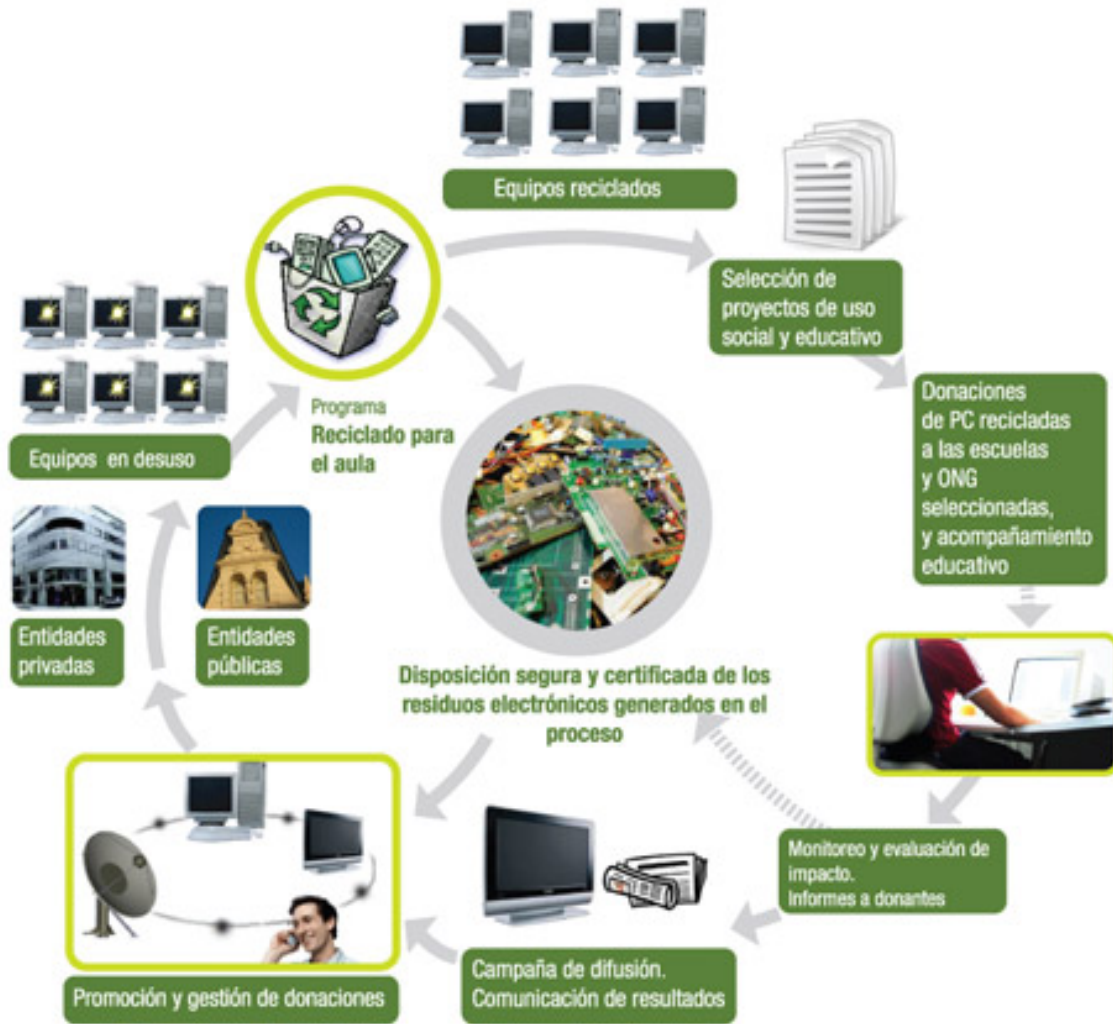 Equipos reciclados
Selección de
proyectos de uso
social y educativo
Equipos en desuso
Programa
Reciclado para
el aula
Donaciones
de PC recicladas
a las escuelas
y ONG
seleccionadas,
y acompañamiento
educativo
Entidades
privadas
Entidades
públicas
Disposición segura y certificada de los
residuos electrónicos generados en el
proceso
Monitoreo y evaluación de
impacto.
Informes a donantes
Campaña de difusión.
Comunicación de resultados
Promoción y gestión de donaciones